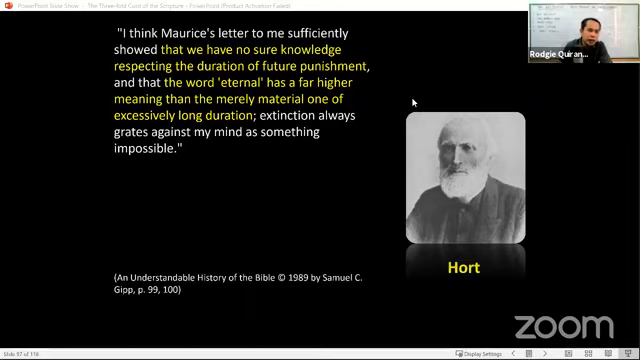 PowerPoint Slide Show - The Three-fold Cord of the Scripture - PowerPoint (Product Activation Failed)
"I think Maurice's letter to me sufficiently
showed that we have no sure knowledge
respecting the duration of future punishment,
and that the word 'eternal' has a far higher
meaning than the merely material one of
excessively long duration; extinction always
grates against my mind as something
impossible."
Hort
(An Understandable History of the Bible © 1989 by Samuel C.
Gipp, p. 99, 100)
Rodgie Quiran...
zoom
Slide 97 of 118
Display Settings